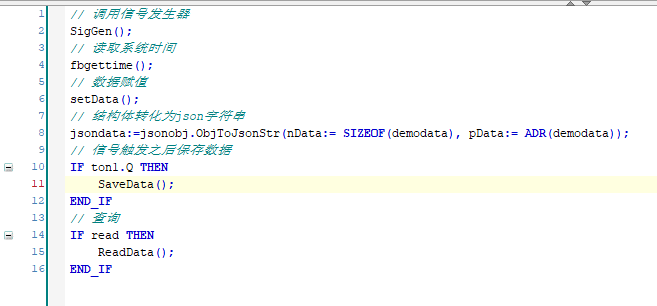 1 // 调用信号发生器
2 SigGen();
3 // 读取系统时间
4 fbgettime();
5 // 数据赋值
6 setData();
7 // 结构体转化为json字符串
8 jsondata:=jsonobj.ObjToJsonStr(nData:= SIZEOF(demodata), pData:= ADR(demodata));
9 // 信号触发之后保存数据
10 IF ton1.Q THEN
11 SaveData();
12 END_IF
13 // 查询
14 IF read THEN
15 ReadData();
16 END_IF